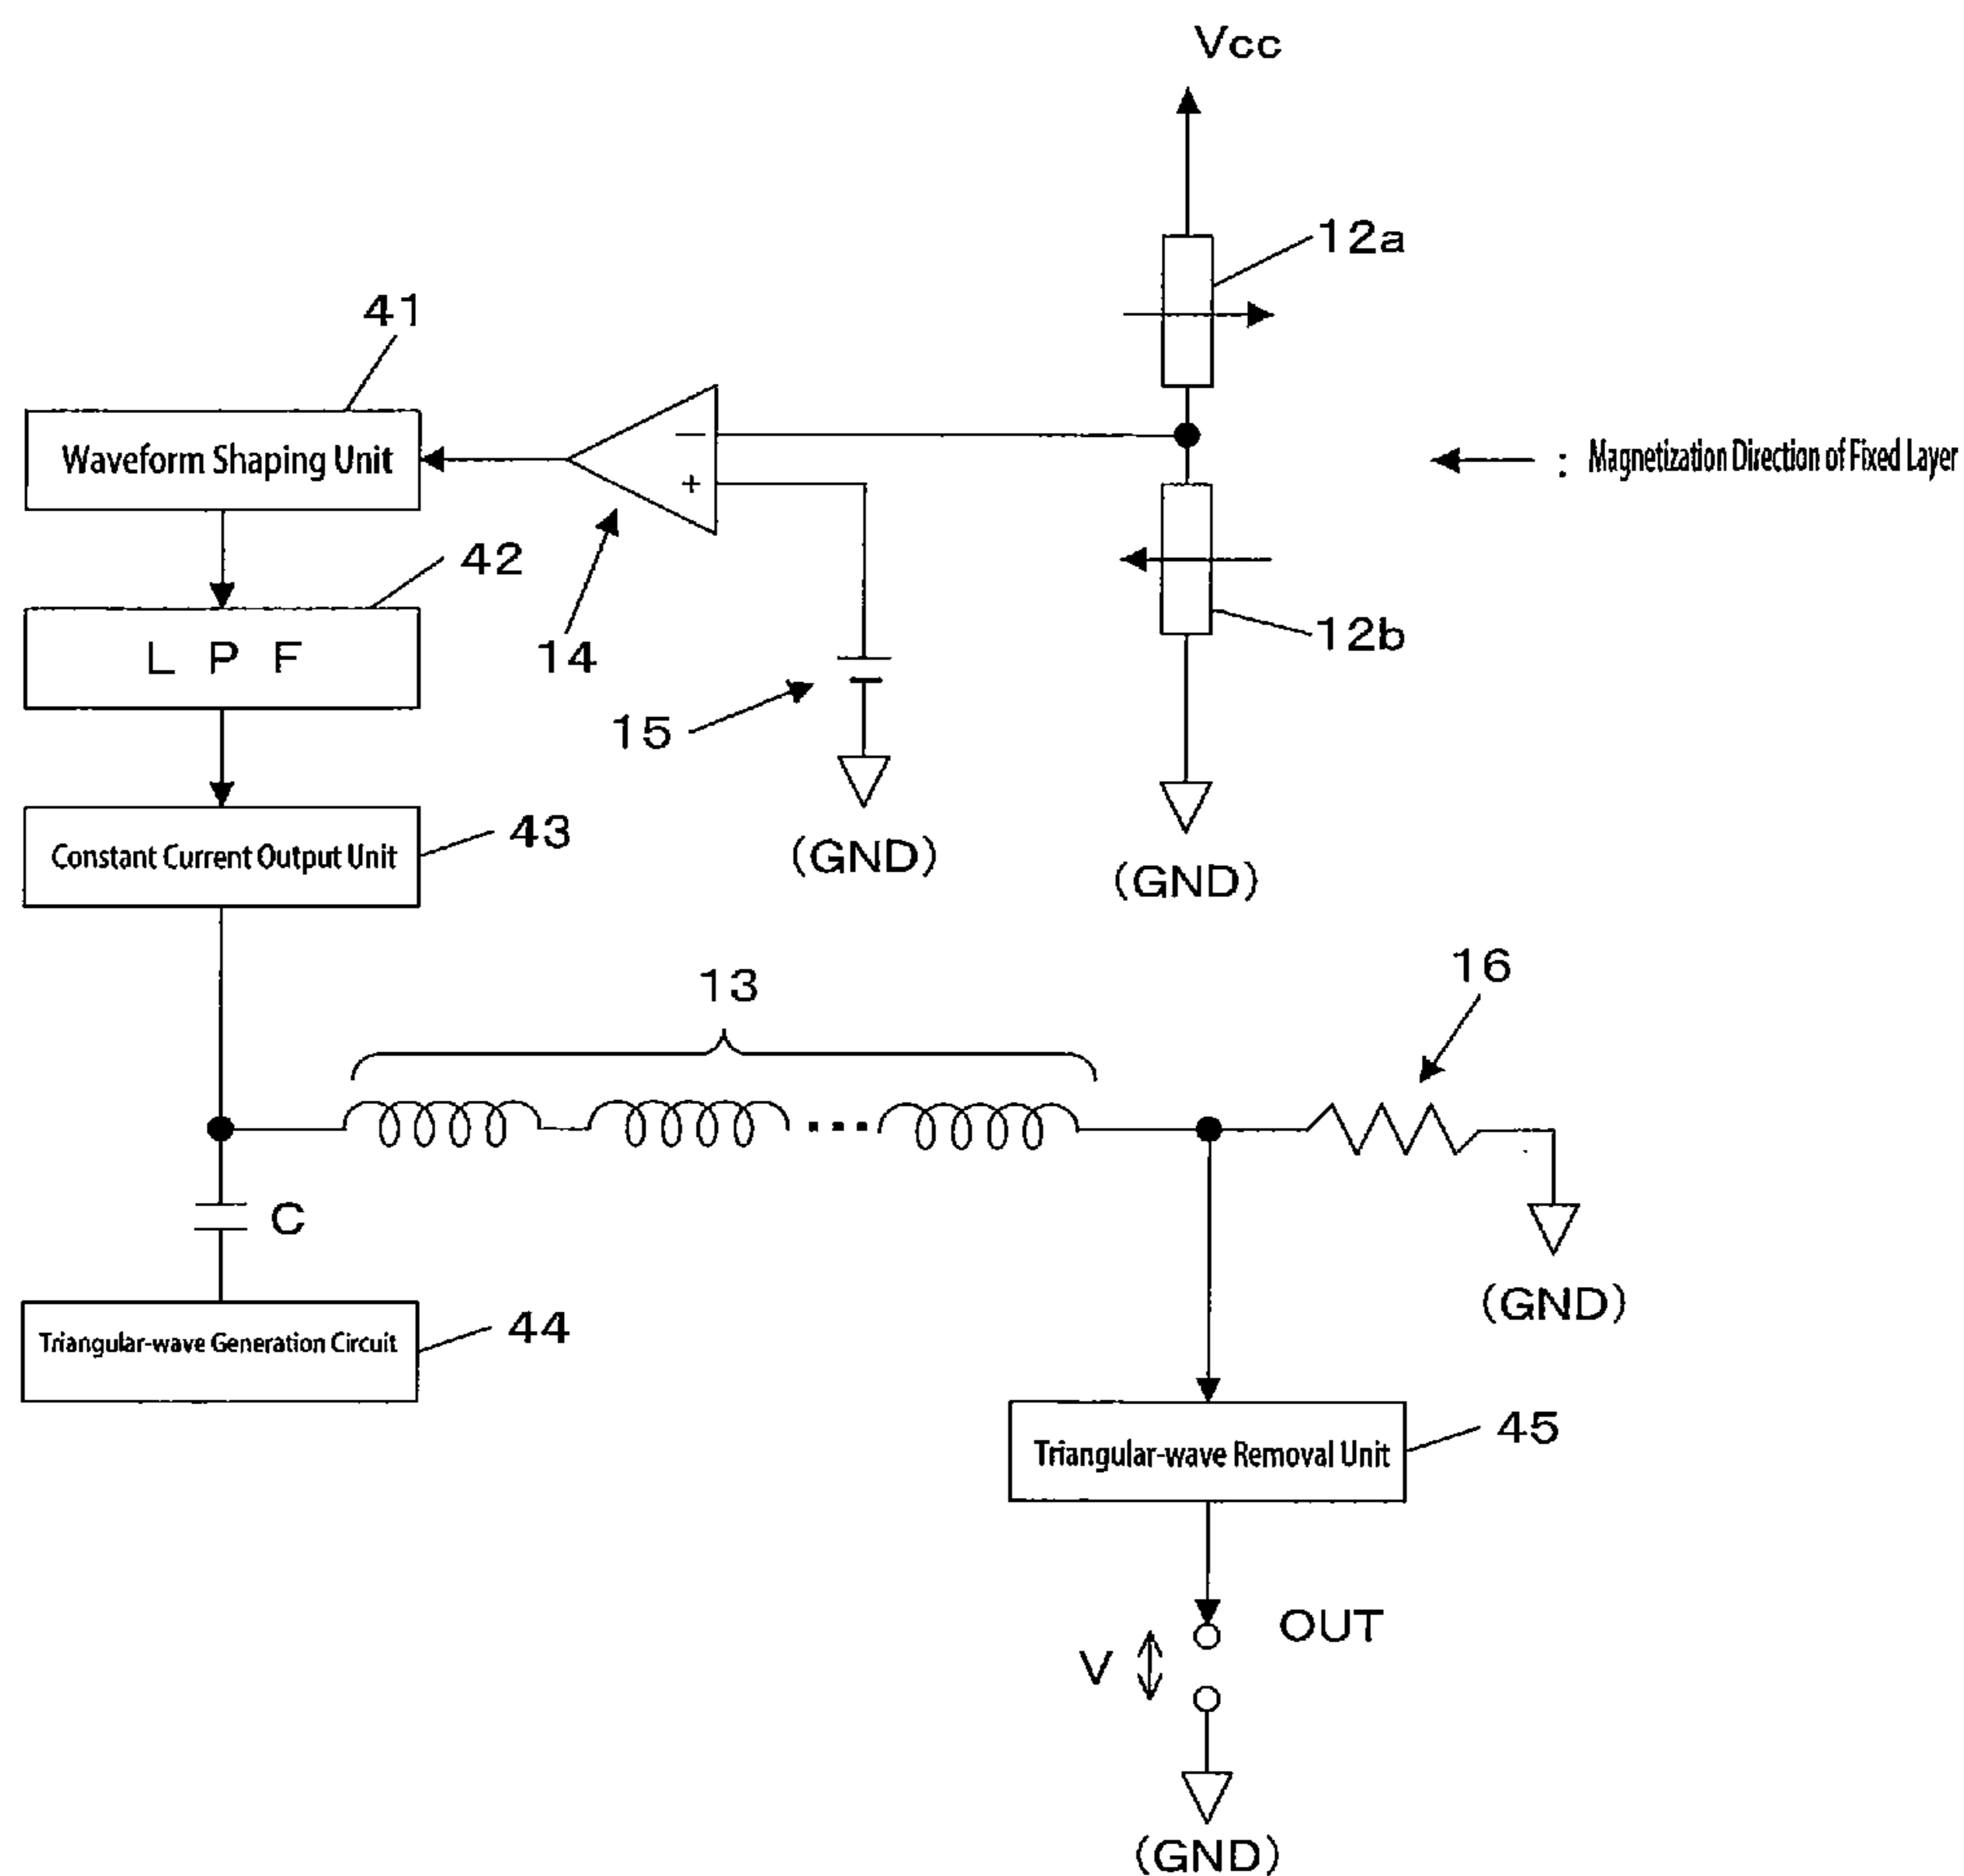 Vcc
12a
41
Waveform Shaping Unit
−
+
: Magnetization Direction of Fixed Layer
42
14
12b
L P F
15
43
Constant Current Output Unit
(GND)
(GND)
13
16
C
(GND)
44
Triangular-wave Generation Circuit
45
Triangular-wave Removal Unit
OUT
V
(GND)